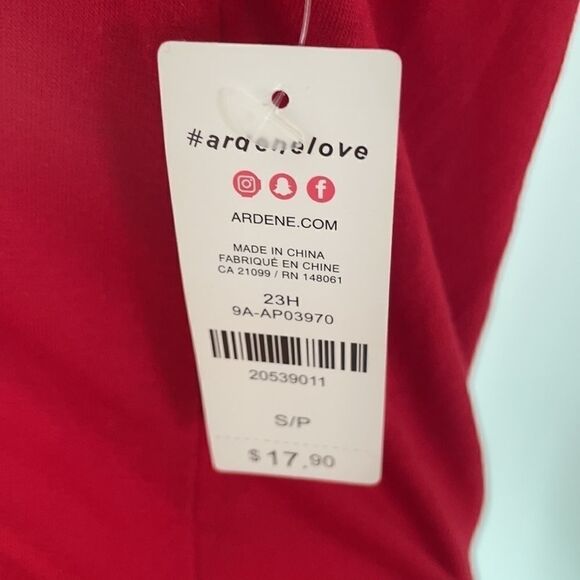 #ardenelove
ARDENE.COM
MADE IN CHINA
FABRIQUÉ EN CHINE
CA 21099 / RN 148061
23H
9A-AP03970
20539011
S/P
$17.90